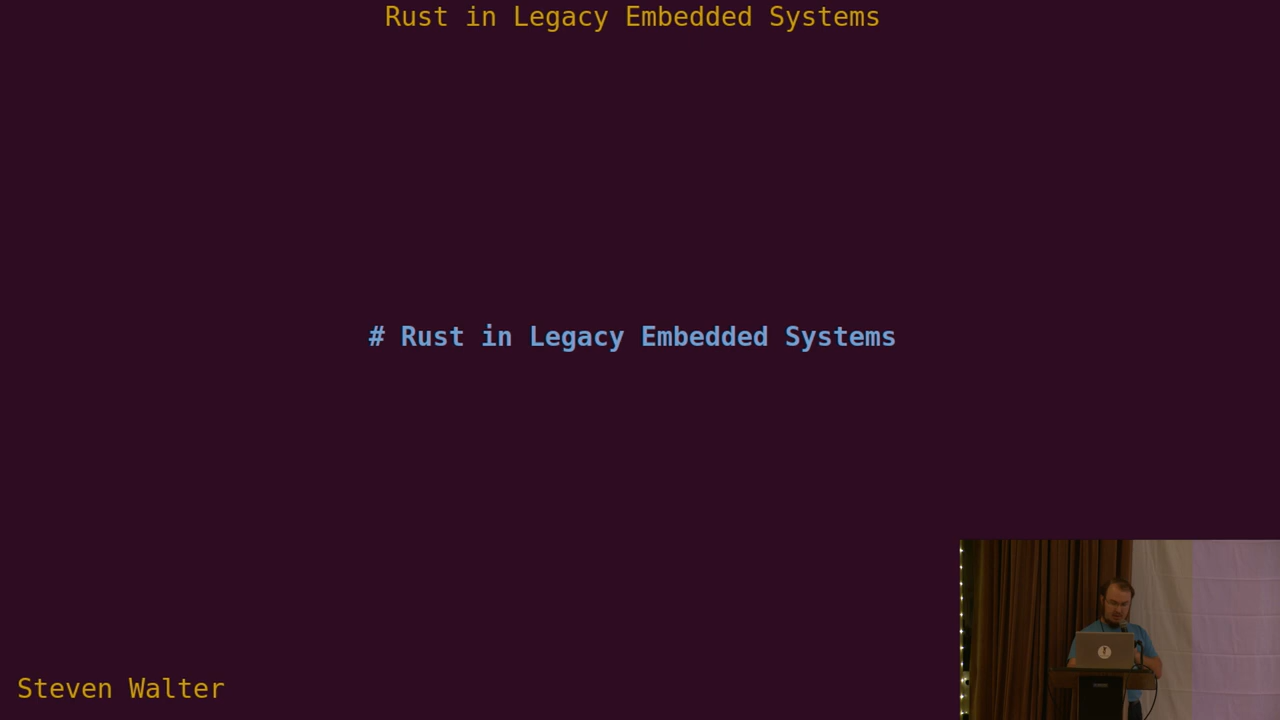 Rust in Legacy Embedded Systems
# Rust in Legacy Embedded Systems
Steven Walter